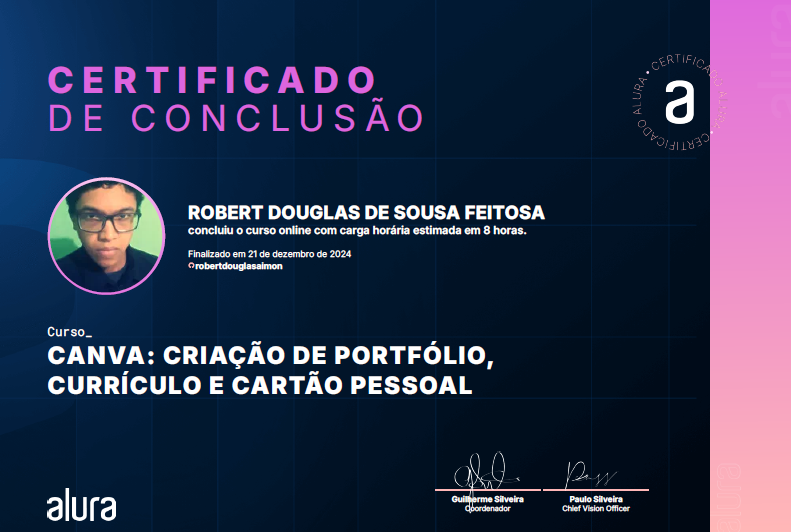 CERTIFICADO
DE CONCLUSÃO
• CERTIFICADO ALURA • CERTIFICADO ALURA
a
alura
ROBERT DOUGLAS DE SOUSA FEITOSA
concluiu o curso online com carga horária estimada em 8 horas.
Finalizado em 21 de dezembro de 2024
robertdouglasaimon
Curso_
CANVA: CRIAÇÃO DE PORTFÓLIO,
CURRÍCULO E CARTÃO PESSOAL
alura
Guilherme Silveira
Coordenador
Paulo Silveira
Chief Vision Officer